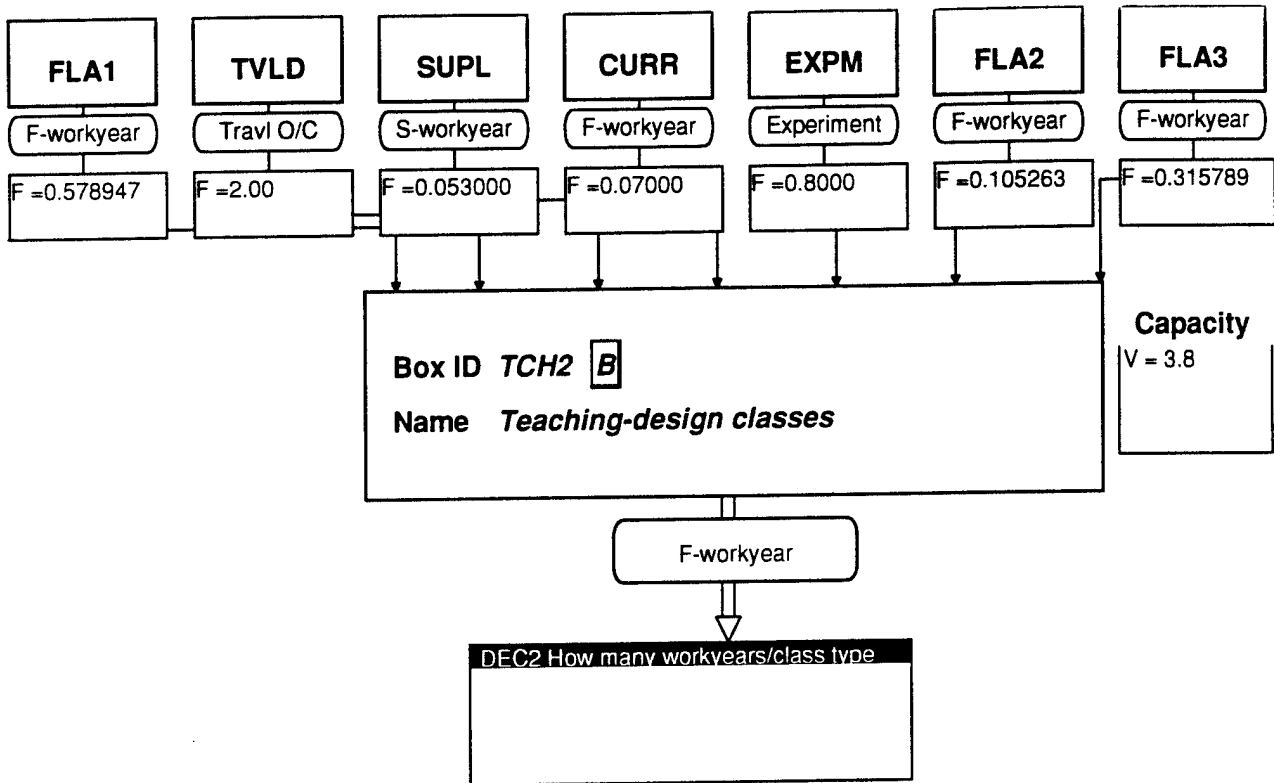 FLA1 TVLD SUPL CURR EXPM FLA2 FLA3
F-workyear Travl O/C S-workyear F-workyear Experiment F-workyear F-workyear
F =0.578947 F =2.00 F =0.053000 F =0.07000 F =0.8000 F =0.105263 F =0.315789
Capacity
V = 3.8
Box ID TCH2 B
Name Teaching-design classes
F-workyear
DEC2 How many workyears/class type